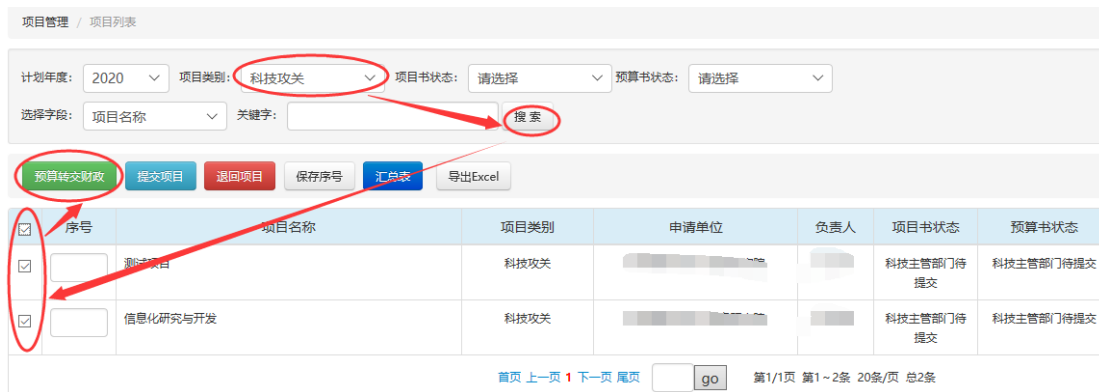 项目管理 / 项目列表
计划年度： 2020 项目类别： 科技攻关 项目书状态： 请选择 预算书状态： 请选择
选择字段： 项目名称 关键字： 搜 索
预算转交财政 提交项目 退回项目 保存序号 汇总表 导出Excel
序号 项目名称 项目类别 申请单位 负责人 项目书状态 预算书状态
测试项目 科技攻关 科技主管部门待提交 科技主管部门待提交
信息化研究与开发 科技攻关 科技主管部门待提交 科技主管部门待提交
首页 上一页 1 下一页 尾页 go 第1/1页 第1~2条 20条/页 总2条